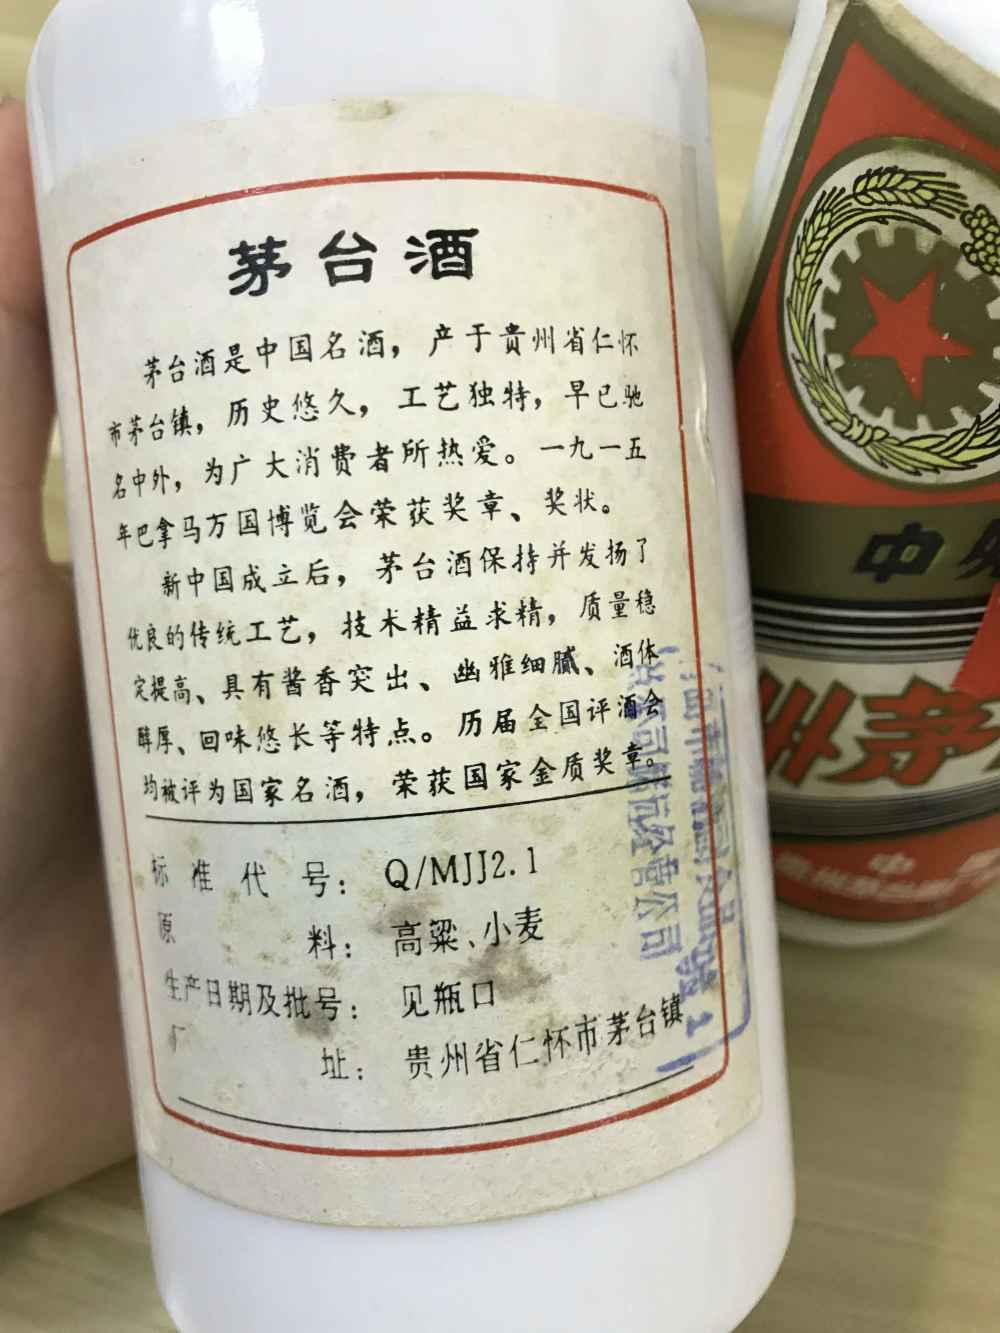 茅台酒
茅台酒是中国名酒，产于贵州省仁怀
市茅台镇，历史悠久，工艺独特，早已驰
名中外，为广大消费者所热爱。一九一五
年巴拿马万国博览会荣获奖章、奖状。
新中国成立后，茅台酒保持并发扬了
优良的传统工艺，技术精益求精，质量稳
定提高、具有酱香突出、幽雅细腻、酒体
醇厚、回味悠长等特点。历届全国评酒会
均被评为国家名酒，荣获国家金质奖章。
标准代号：Q/MJJ2.1
原料：高粱、小麦
生产日期及批号：见瓶口
厂址：贵州省仁怀市茅台镇
经营公司
1
中
州茅
中